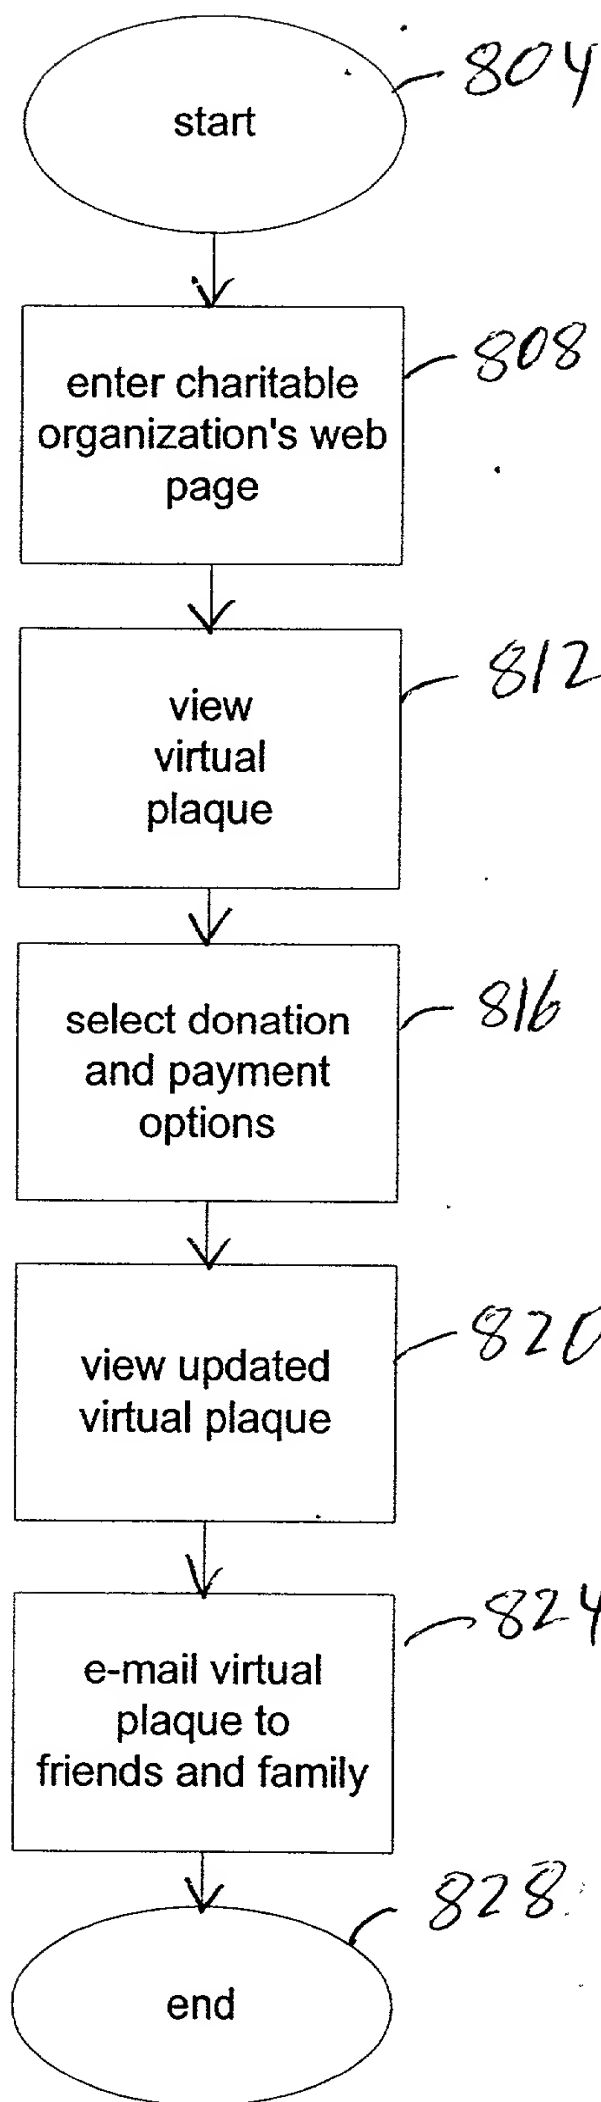 start
804
enter charitable
organization's web
page
808
view
virtual
plaque
812
select donation
and payment
options
816
view updated
virtual plaque
820
e-mail virtual
plaque to
friends and family
824
end
828